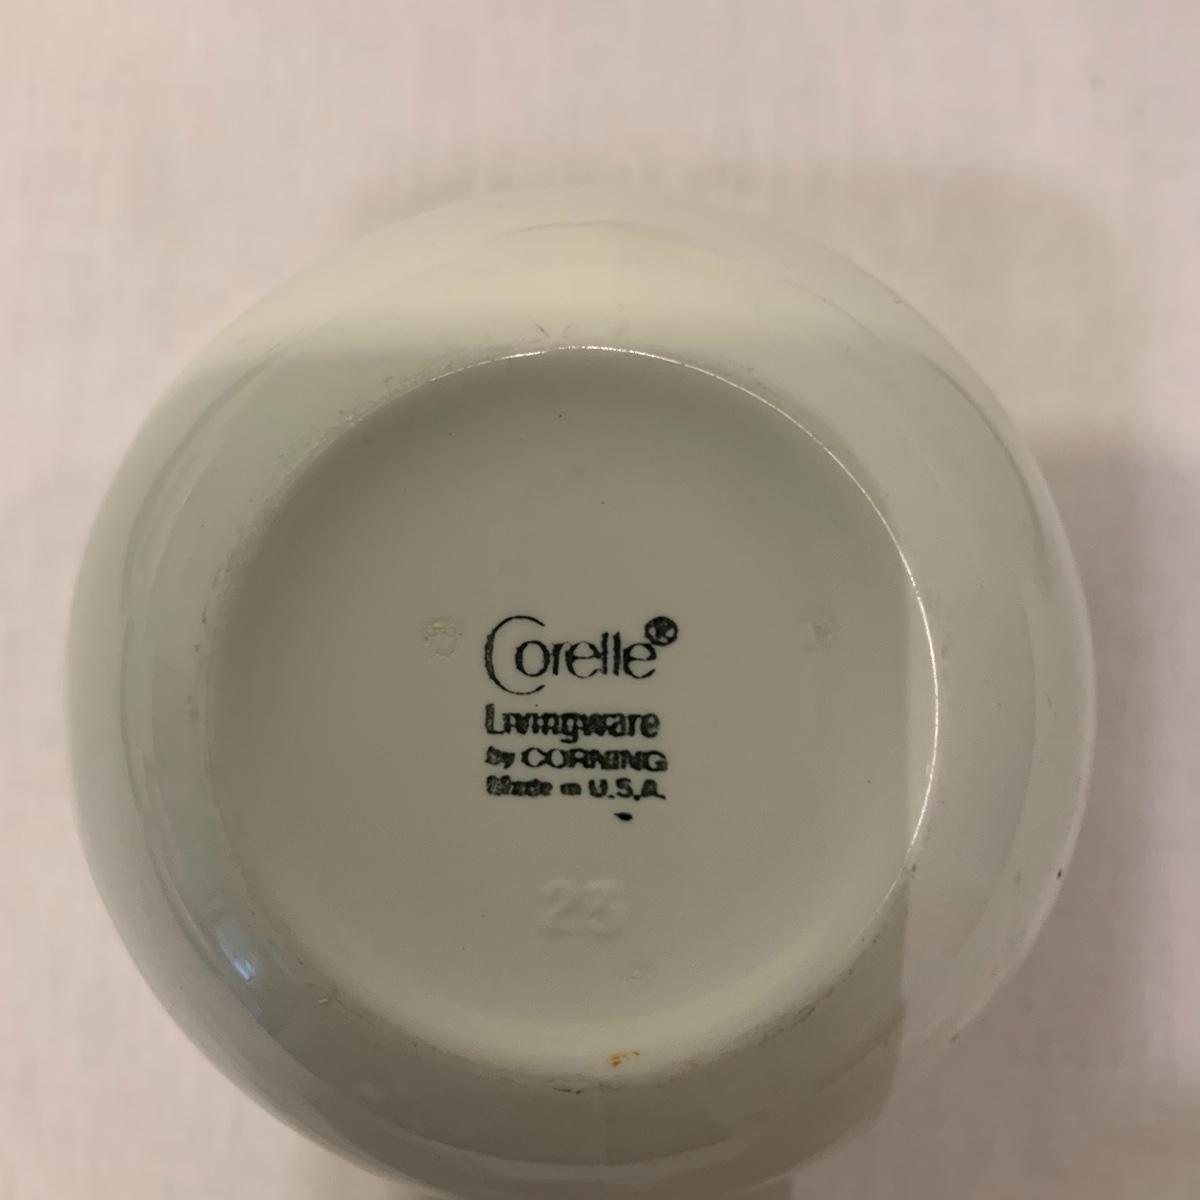 Corelle®
Livingware
by CORNING
Made in U.S.A.
23